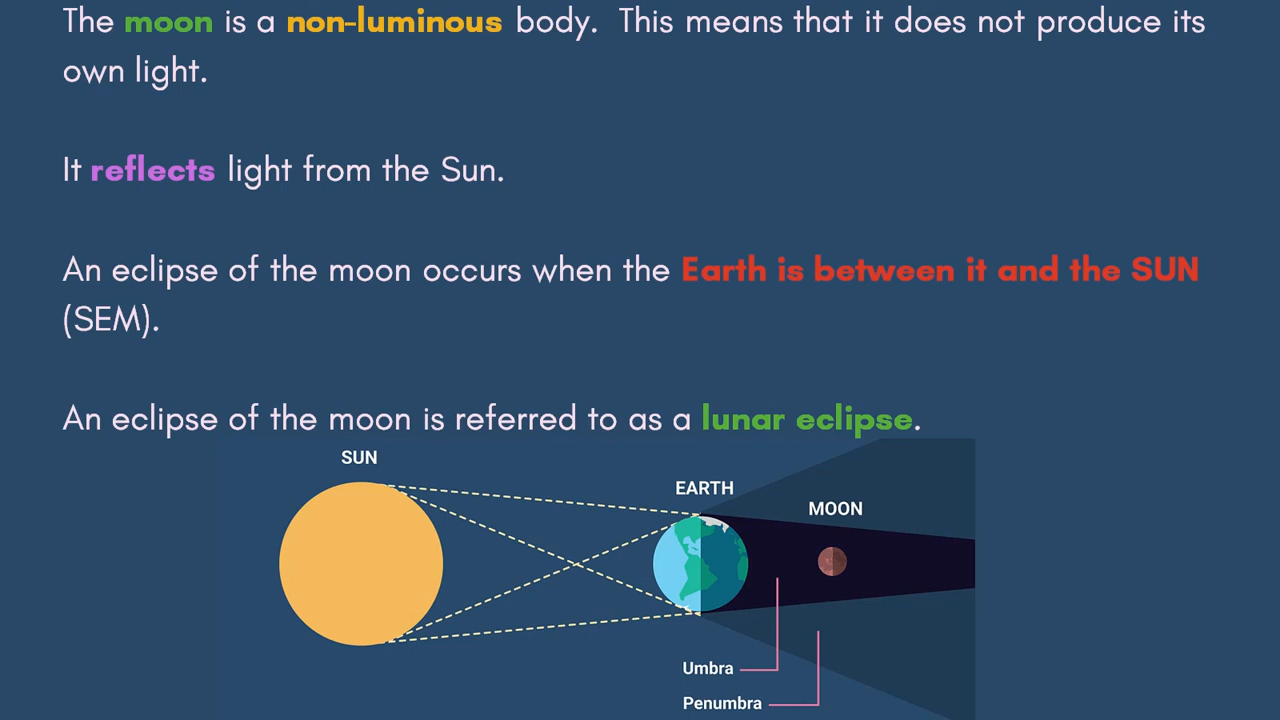 The moon is a non-luminous body. This means that it does not produce its
own light.
It reflects light from the Sun.
An eclipse of the moon occurs when the Earth is between it and the SUN
(SEM).
An eclipse of the moon is referred to as a lunar eclipse.
SUN
EARTH
MOON
Umbra
Penumbra